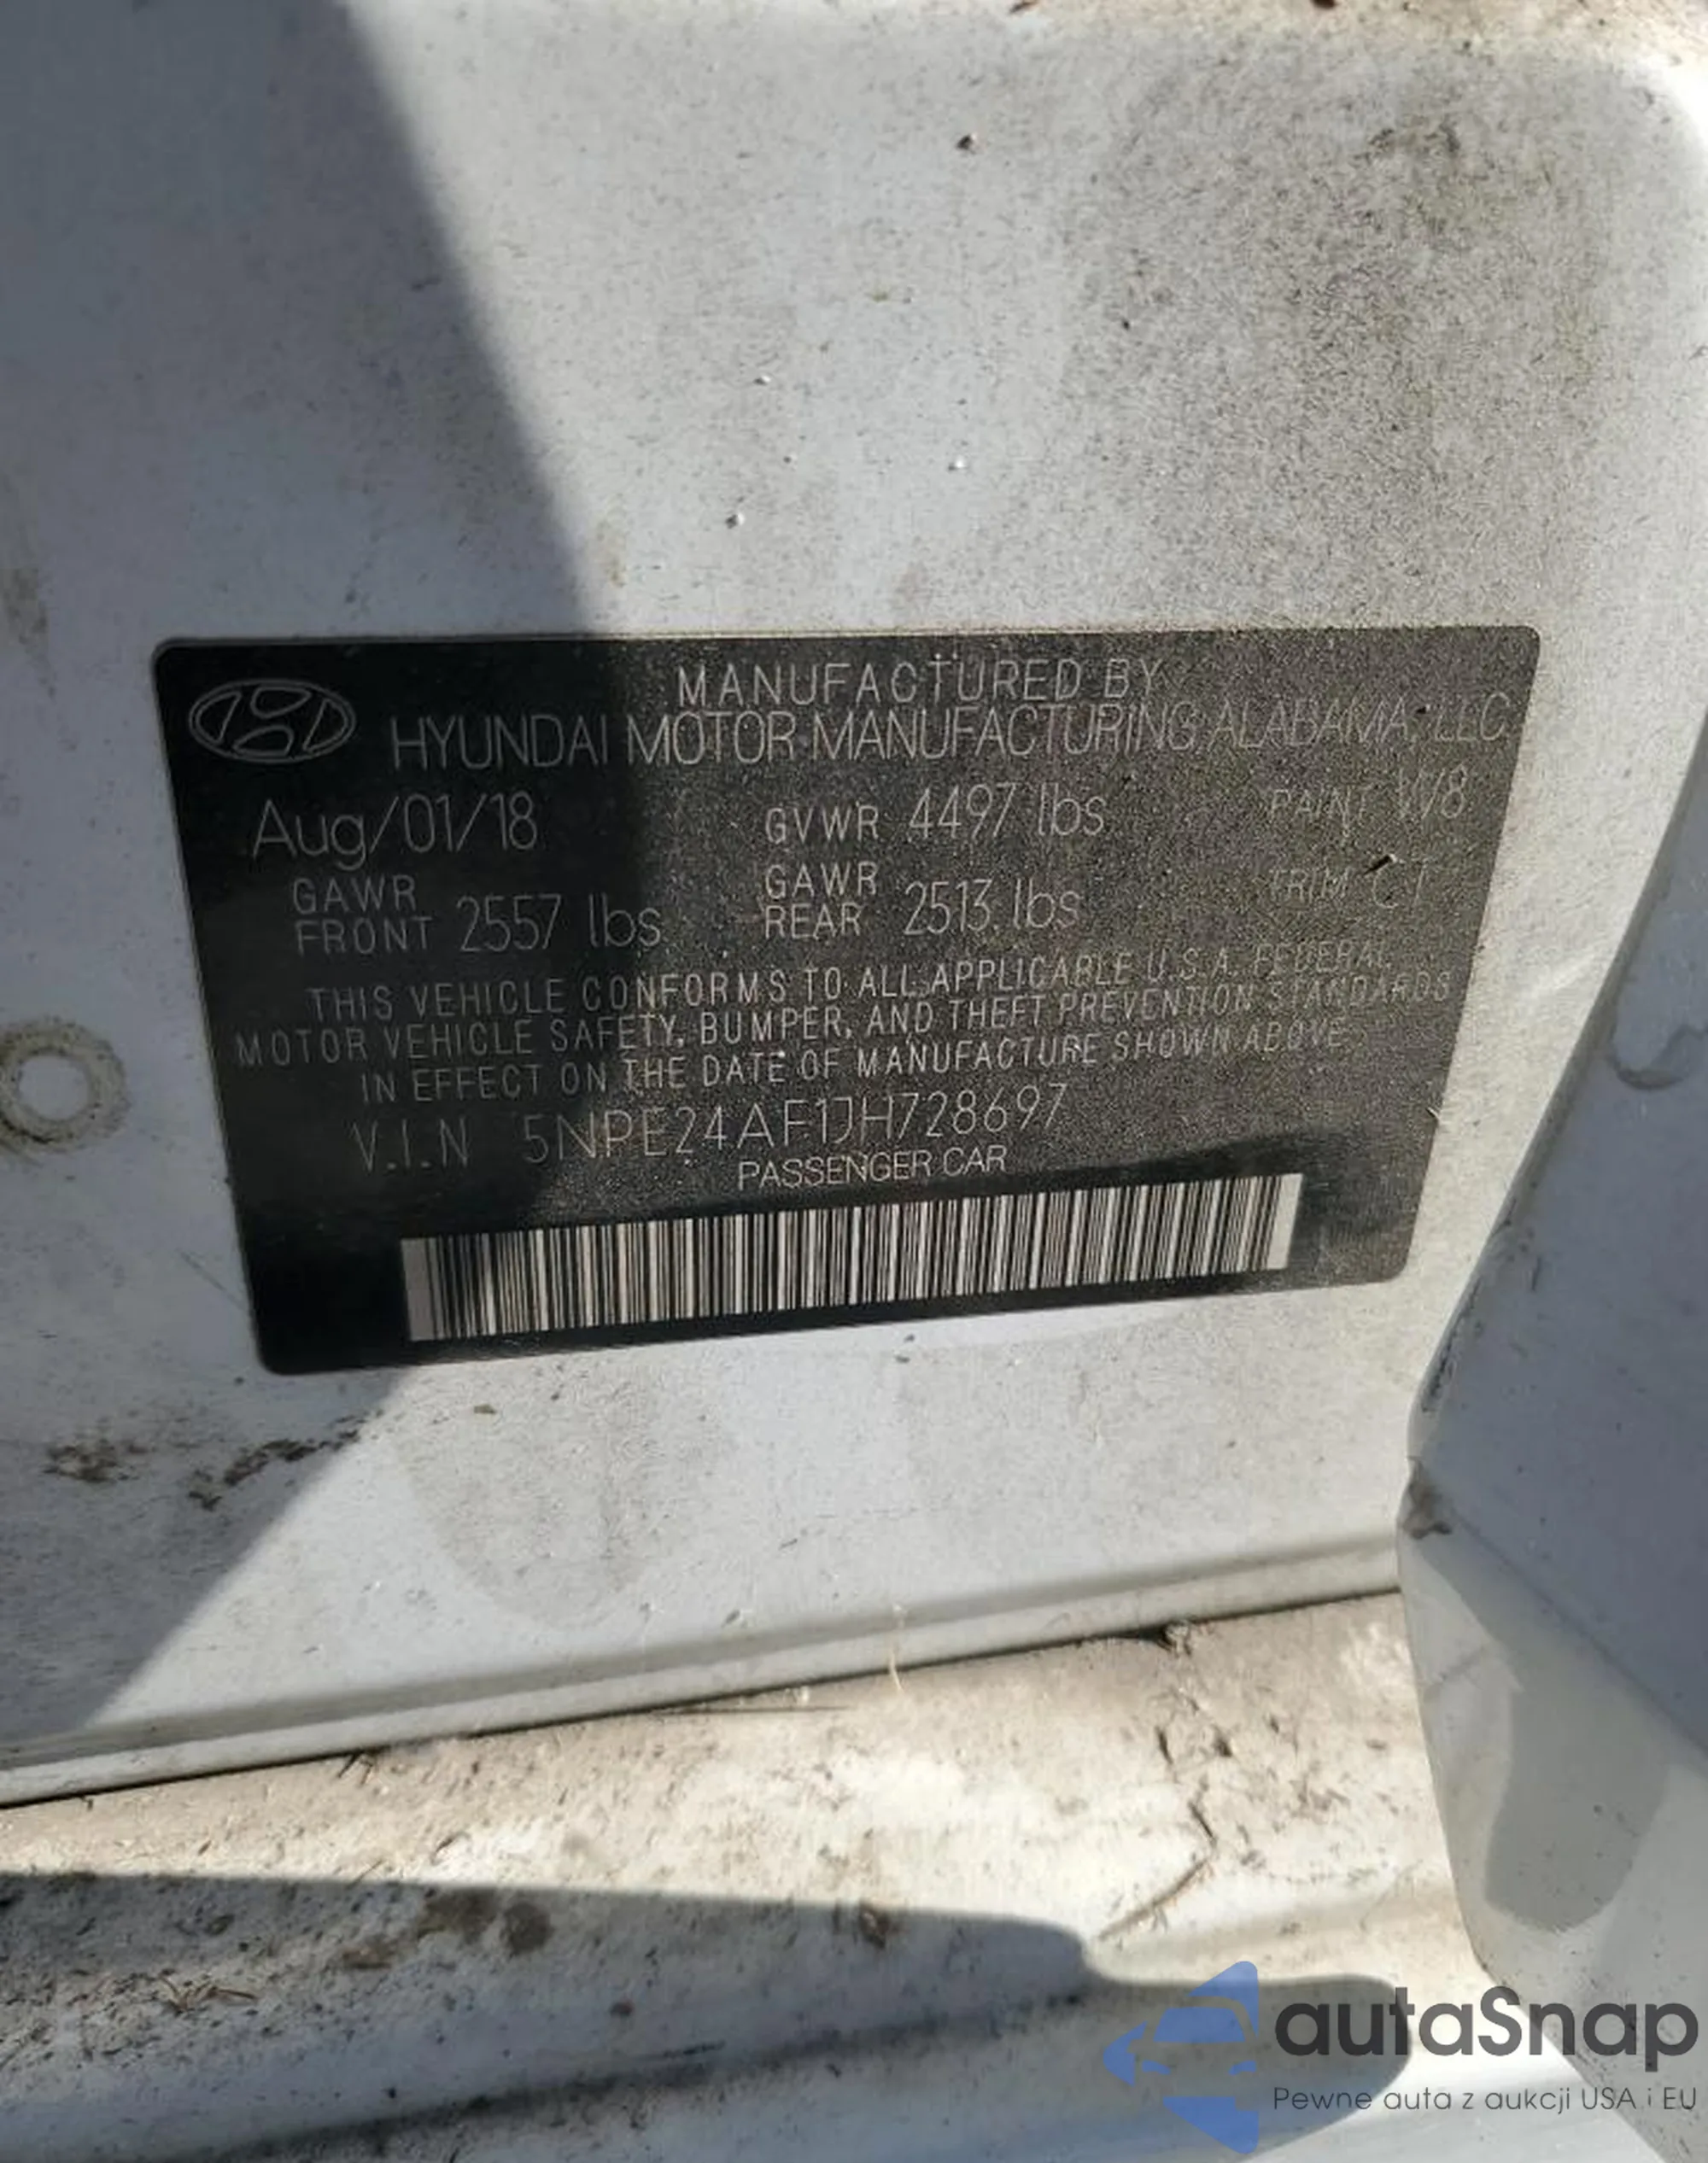 MANUFACTURED BY
HYUNDAI MOTOR MANUFACTURING ALABAMA, LLC
Aug/01/18 GVWR 4497 lbs PAINT W8
GAWR FRONT 2557 lbs GAWR REAR 2513 lbs TRIM CT
THIS VEHICLE CONFORMS TO ALL APPLICABLE U.S.A. FEDERAL
MOTOR VEHICLE SAFETY, BUMPER, AND THEFT PREVENTION STANDARDS
IN EFFECT ON THE DATE OF MANUFACTURE SHOWN ABOVE
V.I.N 5NPE24AF1JH728697
PASSENGER CAR
autaSnap
Pewne auta z aukcji USA i EU